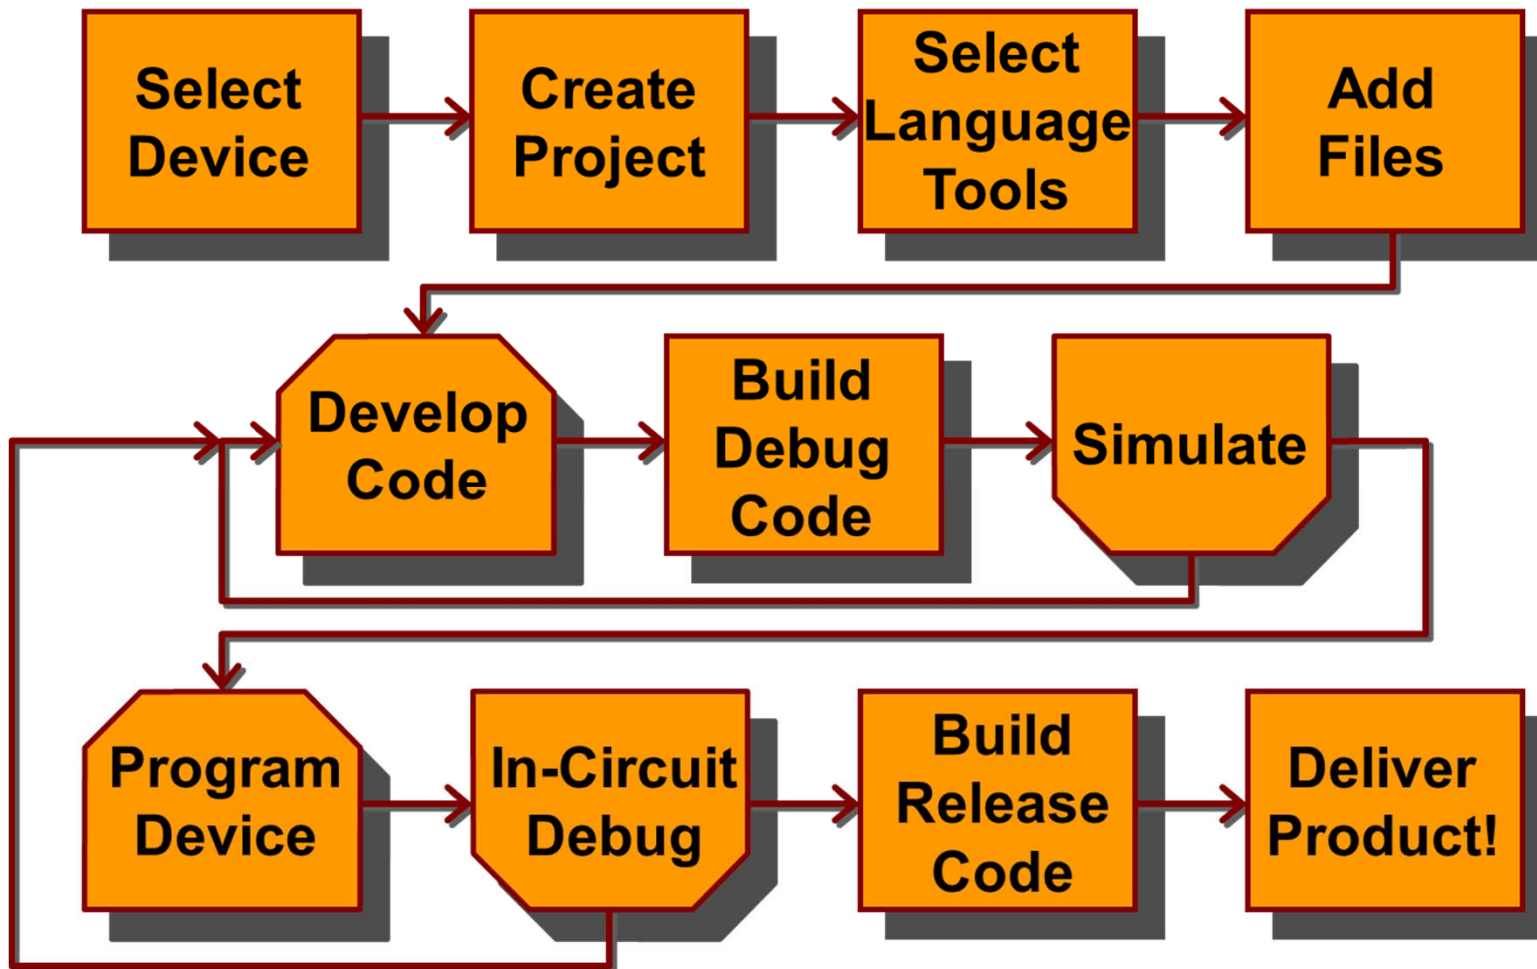 Select
Device
Create
Project
Select
Language
Tools
Add
Files
Develop
Code
Build
Debug
Code
Simulate
Program
Device
In-Circuit
Debug
Build
Release
Code
Deliver
Product!